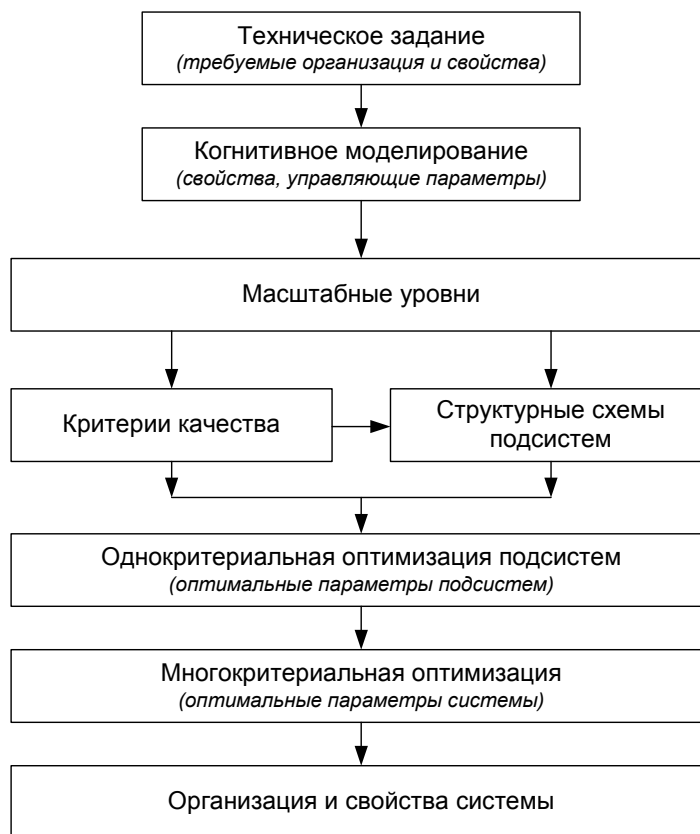 Техническое задание
(требуемые организация и свойства)
Когнитивное моделирование
(свойства, управляющие параметры)
Масштабные уровни
Критерии качества
Структурные схемы
подсистем
Однокритериальная оптимизация подсистем
(оптимальные параметры подсистем)
Многокритериальная оптимизация
(оптимальные параметры системы)
Организация и свойства системы